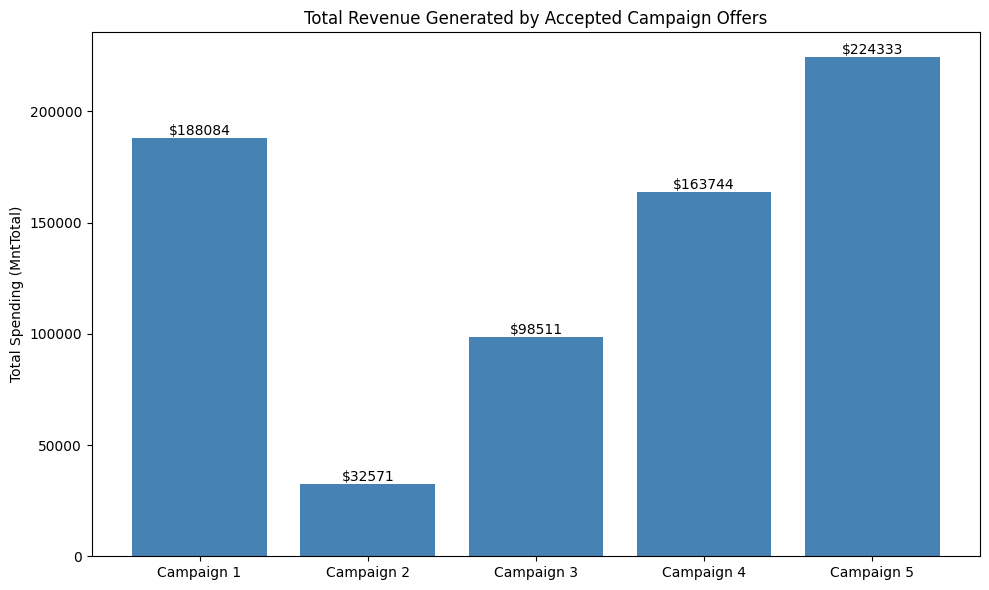 Total Revenue Generated by Accepted Campaign Offers
Total Spending (MntTotal)
200000
150000
100000
50000
0
$188084
$32571
$98511
$163744
$224333
Campaign 1
Campaign 2
Campaign 3
Campaign 4
Campaign 5